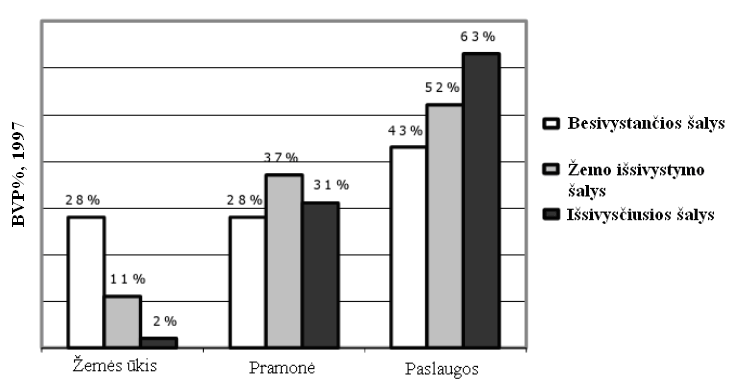 BVP%, 1997
28%
11%
2%
28%
37%
31%
43%
52%
63%
Žemės ūkis
Pramonė
Paslaugos
Besivystančios šalys
Žemo išsivystymo
šalys
Išsivysčiusios šalys